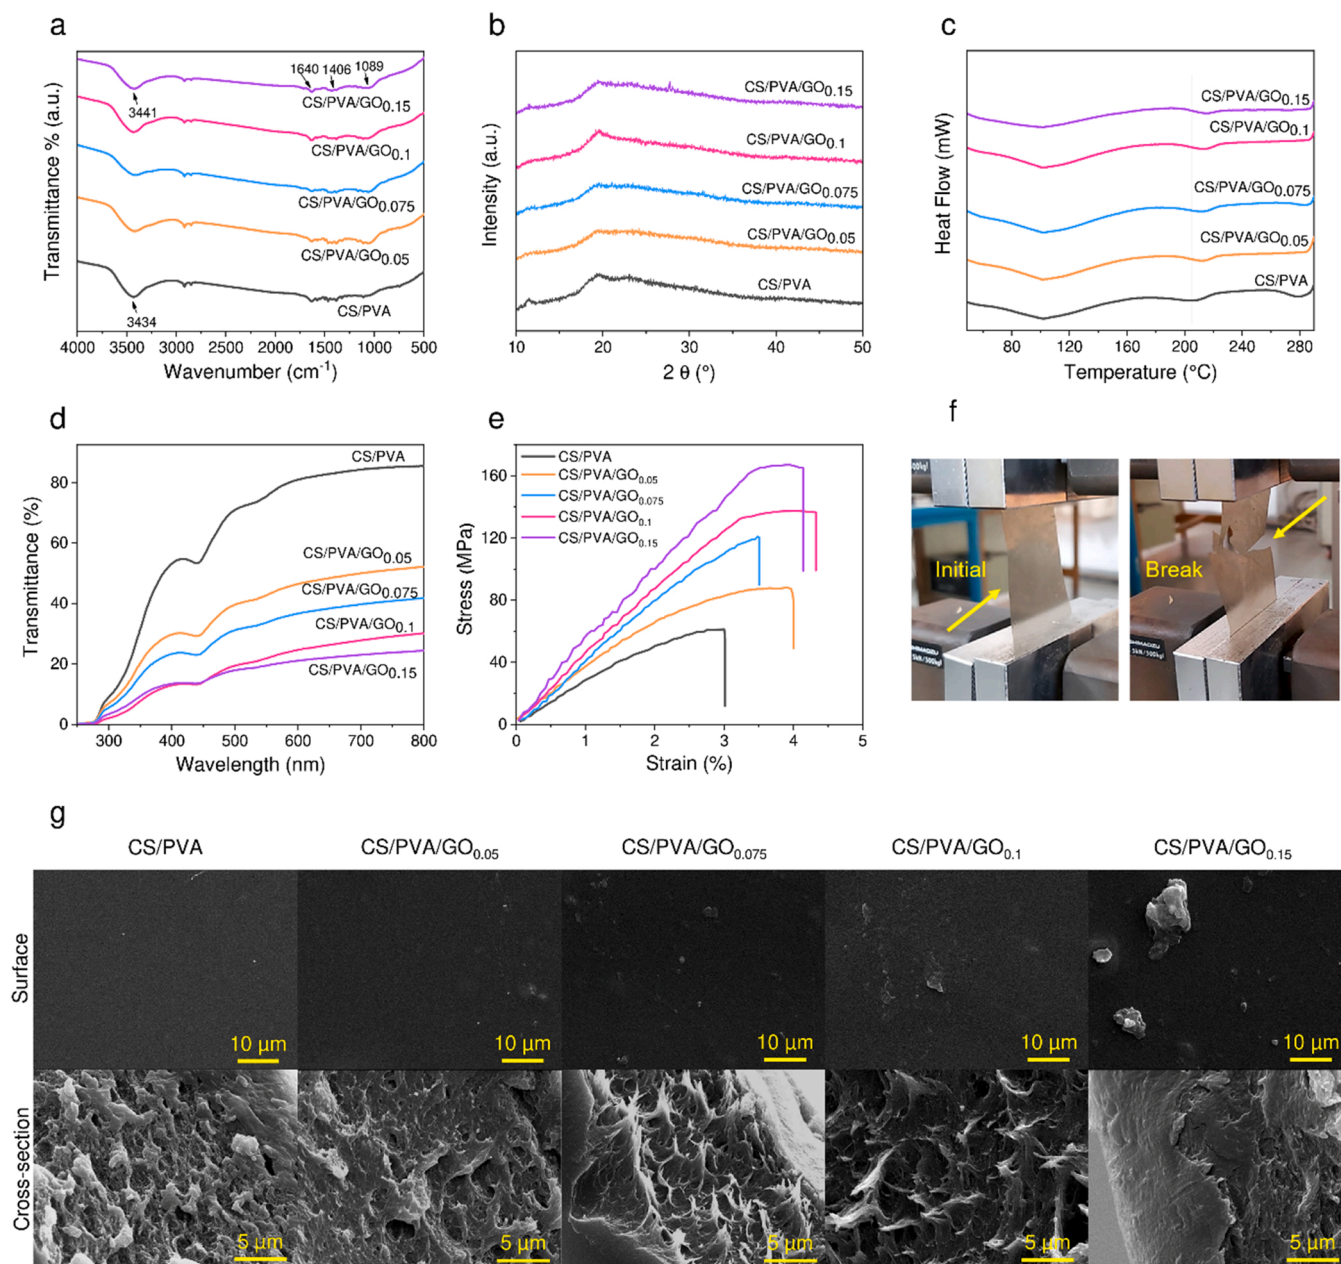 a
Transmittance % (a.u.)
1640
1406
1089
3441
CS/PVA/GO0.15
CS/PVA/GO0.1
CS/PVA/GO0.075
CS/PVA/GO0.05
CS/PVA
3434
4000 3500 3000 2500 2000 1500 1000 500
Wavenumber (cm-1)
b
Intensity (a.u.)
CS/PVA/GO0.15
CS/PVA/GO0.1
CS/PVA/GO0.075
CS/PVA/GO0.05
CS/PVA
10 20 30 40 50
2 θ (°)
c
Heat Flow (mW)
CS/PVA/GO0.15
CS/PVA/GO0.1
CS/PVA/GO0.075
CS/PVA/GO0.05
CS/PVA
80 120 160 200 240 280
Temperature (°C)
d
Transmittance (%)
80
60
40
20
0
CS/PVA
CS/PVA/GO0.05
CS/PVA/GO0.075
CS/PVA/GO0.1
CS/PVA/GO0.15
300 400 500 600 700 800
Wavelength (nm)
e
Stress (MPa)
160
120
80
40
0
CS/PVA
CS/PVA/GO0.05
CS/PVA/GO0.075
CS/PVA/GO0.1
CS/PVA/GO0.15
0 1 2 3 4 5
Strain (%)
f
Initial
Break
SHIMADZU
5kN/500kgf
g
CS/PVA
CS/PVA/GO0.05
CS/PVA/GO0.075
CS/PVA/GO0.1
CS/PVA/GO0.15
Surface
10 µm
10 µm
10 µm
10 µm
10 µm
Cross-section
5 µm
5 µm
5 µm
5 µm
5 µm